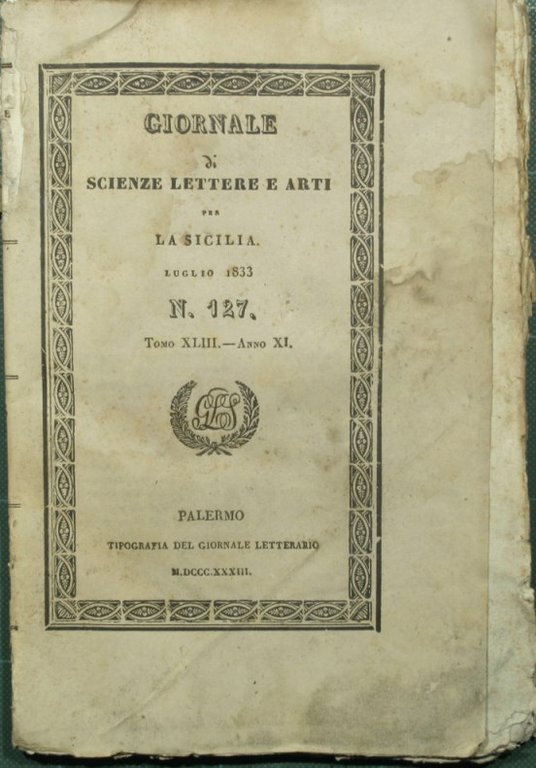 GIORNALE
di
SCIENZE LETTERE E ARTI
PER
LA SICILIA.
LUGLIO 1833
N. 127.
TOMO XLIII.—ANNO XI.
GLS
PALERMO
TIPOGRAFIA DEL GIORNALE LETTERARIO
M.DCCC.XXXIII.